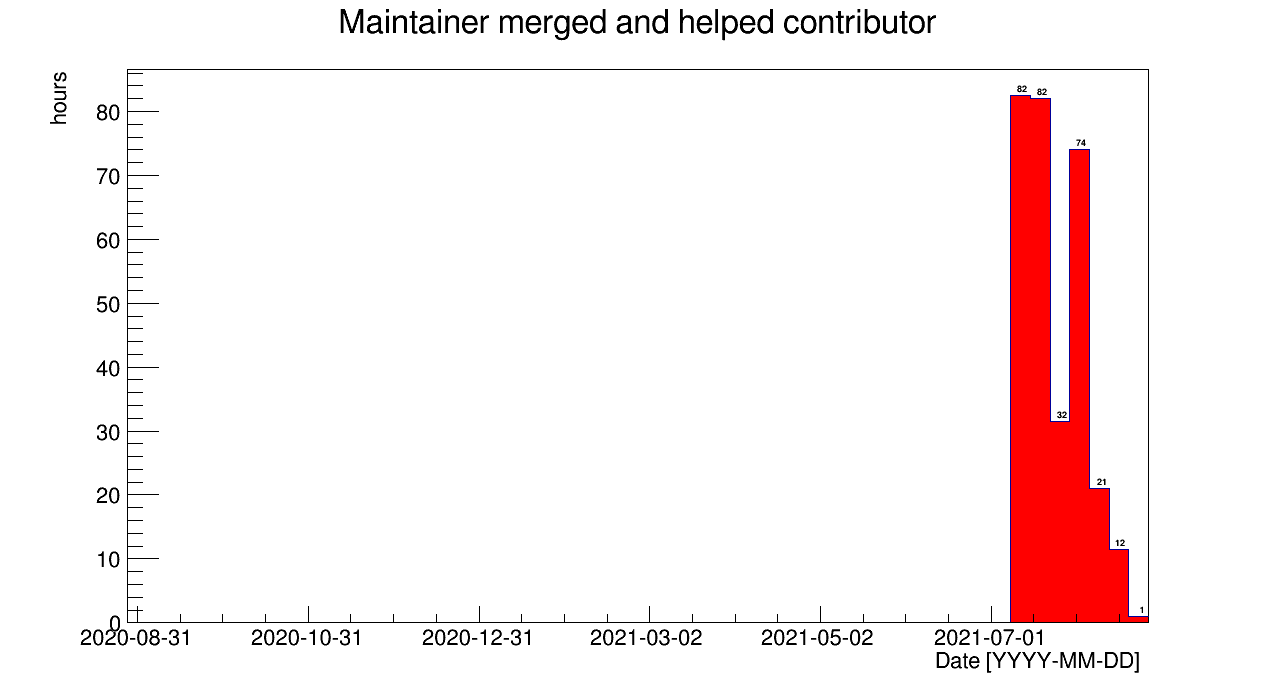 Maintainer merged and helped contributor
hours
80
70
60
50
40
30
20
10
0
82 82 32 74 21 12 1
2020-08-31 2020-10-31 2020-12-31 2021-03-02 2021-05-02 2021-07-01
Date [YYYY-MM-DD]